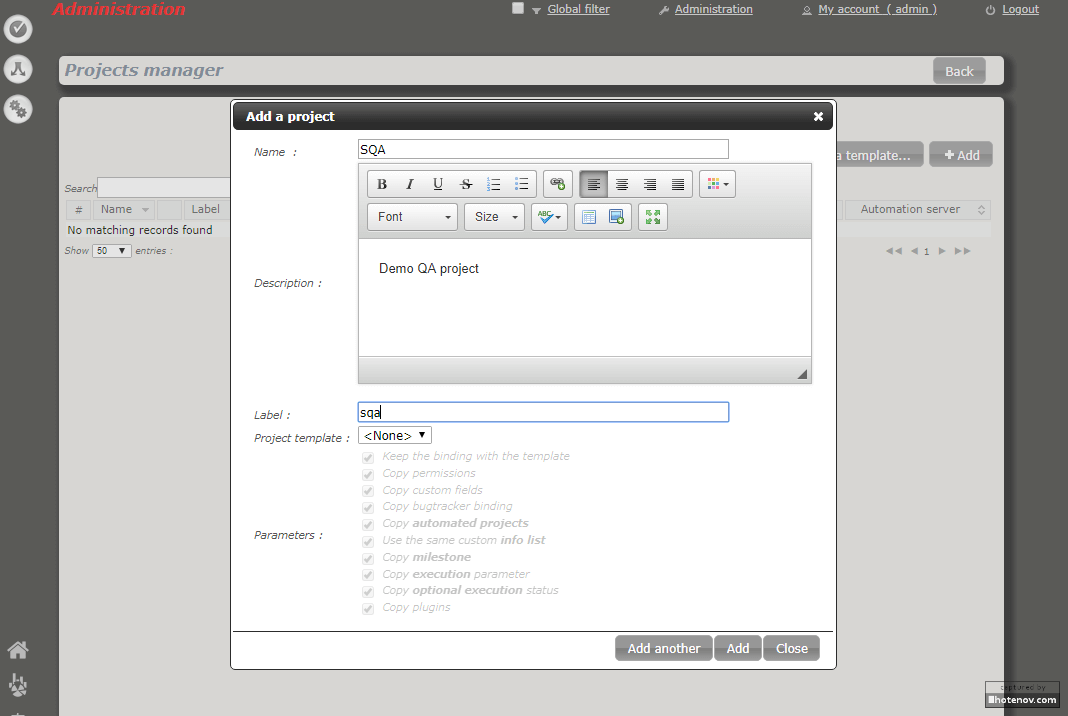 Administration
Global filter
Administration
My account ( admin )
Logout
Projects manager
Back
Add a project
a template...
Add
Search
# Name Label
Automation server
No matching records found
Show 50 entries :
1
Name :
SQA
B I U S
Font
Size
ABC
Description :
Demo QA project
Label :
sqa
Project template :
<None>
Parameters :
Keep the binding with the template
Copy permissions
Copy custom fields
Copy bugtracker binding
Copy automated projects
Use the same custom info list
Copy milestone
Copy execution parameter
Copy optional execution status
Copy plugins
Add another
Add
Close
captured by
hotenov.com